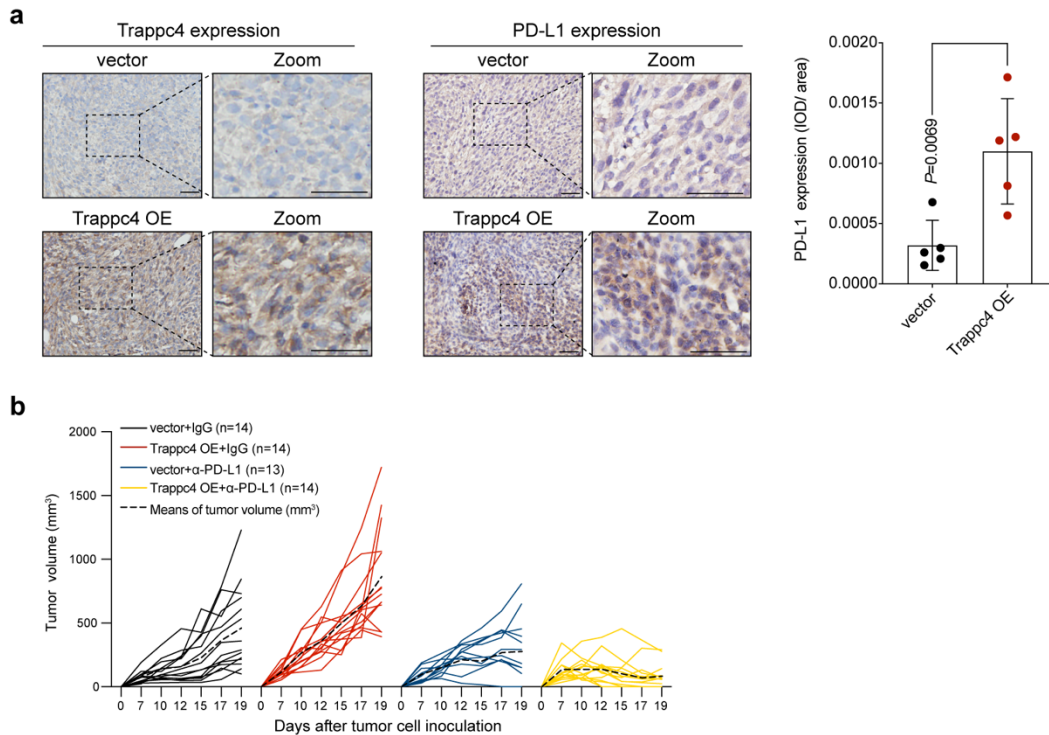 a
Trappc4 expression
PD-L1 expression
vector
Zoom
vector
Zoom
Trappc4 OE
Zoom
Trappc4 OE
Zoom
PD-L1 expression (IOD/ area)
0.0020
0.0015
0.0010
0.0005
0.0000
P=0.0069
vector
Trappc4 OE
b
Tumor volume (mm³)
2000
1500
1000
500
0
vector+IgG (n=14)
Trappc4 OE+IgG (n=14)
vector+α-PD-L1 (n=13)
Trappc4 OE+α-PD-L1 (n=14)
Means of tumor volume (mm³)
0 7 10 12 15 17 19 0 7 10 12 15 17 19 0 7 10 12 15 17 19 0 7 10 12 15 17 19
Days after tumor cell inoculation